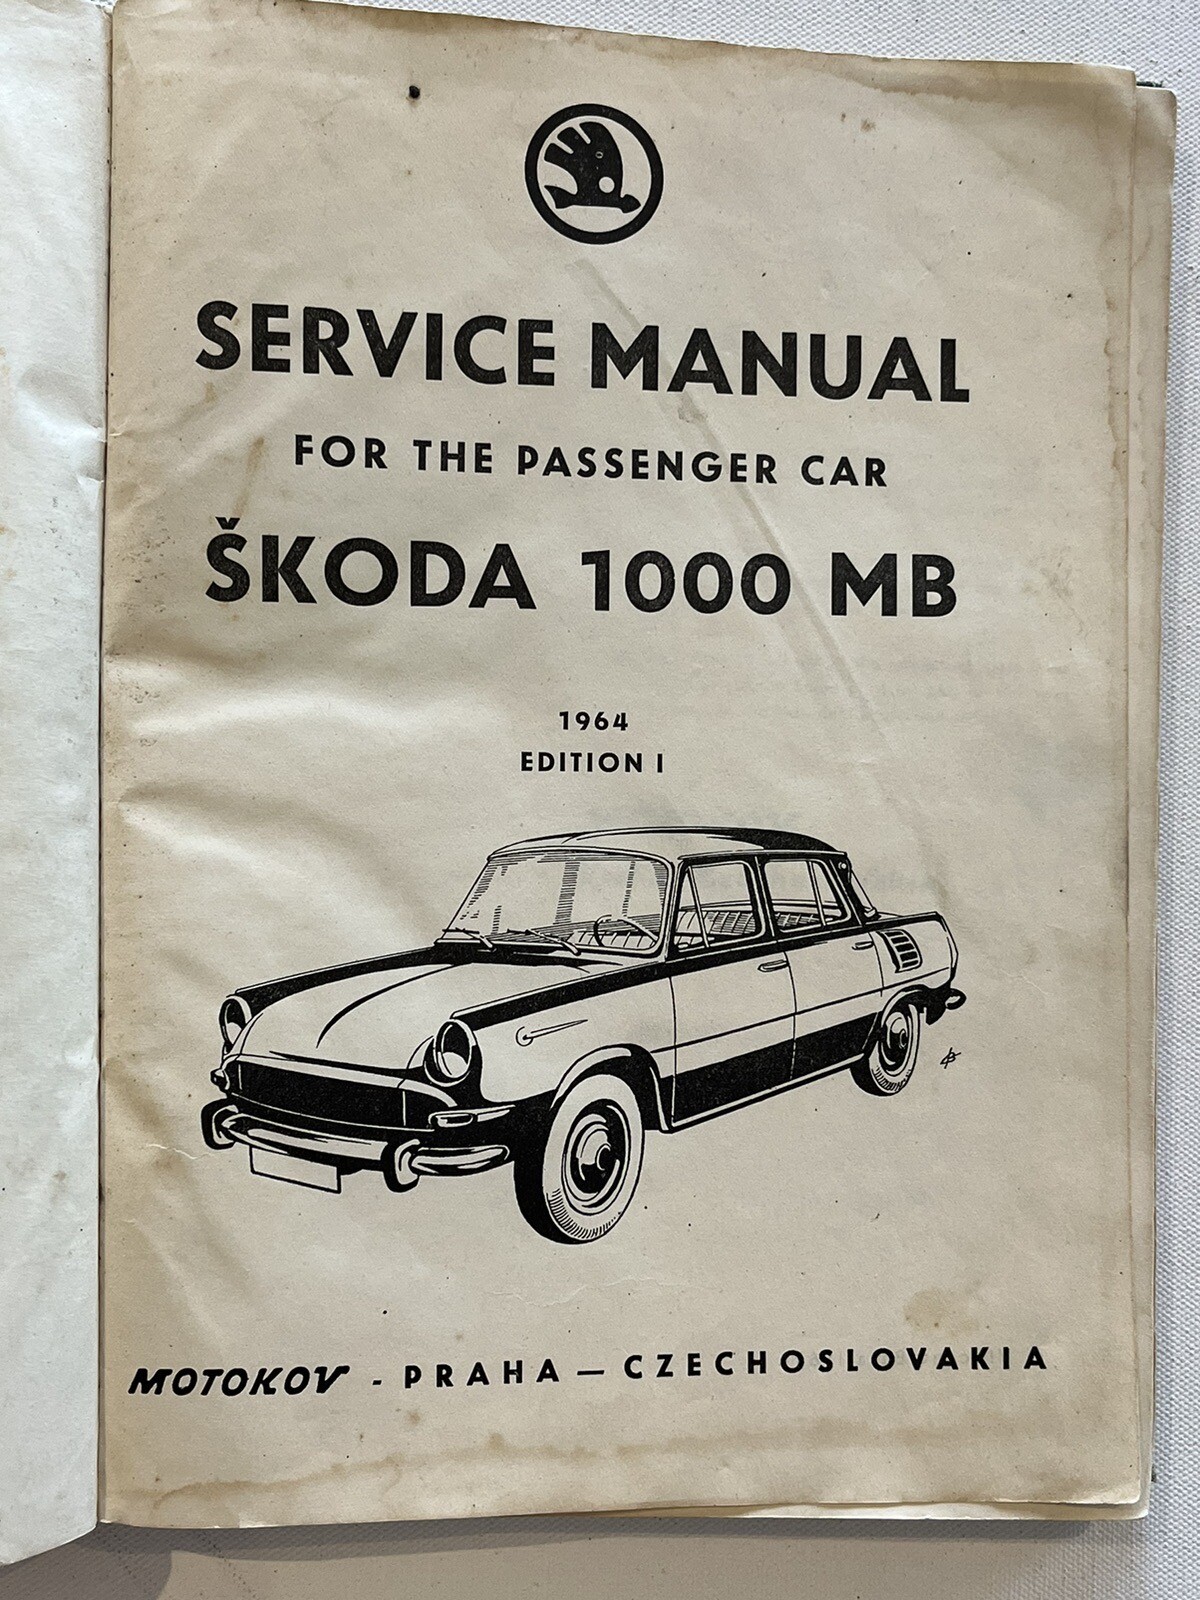 SERVICE MANUAL
FOR THE PASSENGER CAR
ŠKODA 1000 MB
1964
EDITION I
MOTOKOV - PRAHA — CZECHOSLOVAKIA